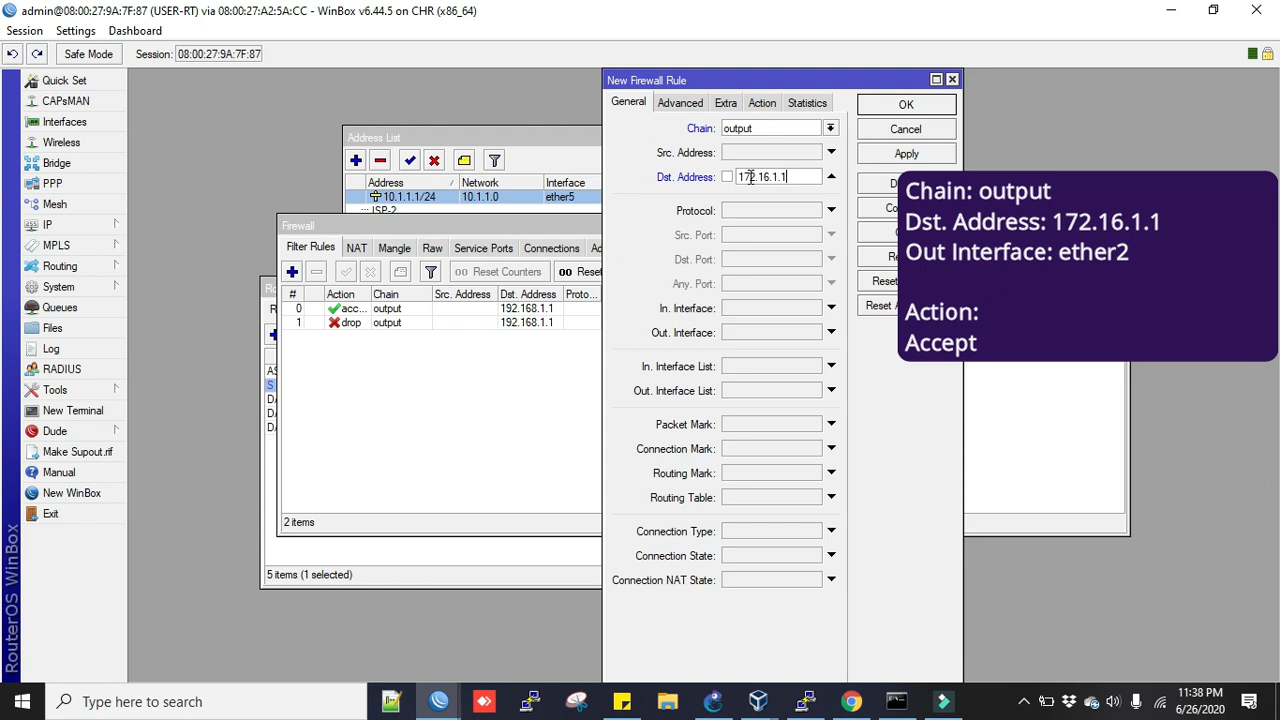 admin@08:00:27:9A:7F:87 (USER-RT) via 08:00:27:A2:5A:CC - WinBox v6.44.5 on CHR (x86_64)
Session Settings Dashboard
Safe Mode Session: 08:00:27:9A:7F:87
Quick Set
CAPsMAN
Interfaces
Wireless
Bridge
PPP
Mesh
IP
MPLS
Routing
System
Queues
Files
Log
RADIUS
Tools
New Terminal
Dude
Make Supout.rif
Manual
New WinBox
Exit
RouterOS WinBox
Address List
Address / Network Interface
10.1.1.1/24 10.1.1.0 ether5
ISP-2
Firewall
Filter Rules NAT Mangle Raw Service Ports Connections
Reset Counters 00 Reset
# Action Chain Src. Address Dst. Address Proto...
0 acc... output 192.168.1.1
1 drop output 192.168.1.1
2 items
5 items (1 selected)
New Firewall Rule
General Advanced Extra Action Statistics
Chain: output
Src. Address:
Dst. Address: 172.16.1.1
Protocol:
Src. Port:
Dst. Port:
Any. Port:
In. Interface:
Out. Interface:
In. Interface List:
Out. Interface List:
Packet Mark:
Connection Mark:
Routing Mark:
Routing Table:
Connection Type:
Connection State:
Connection NAT State:
OK
Cancel
Apply
Chain: output
Dst. Address: 172.16.1.1
Out Interface: ether2
Action:
Accept
Type here to search
11:38 PM
6/26/2020